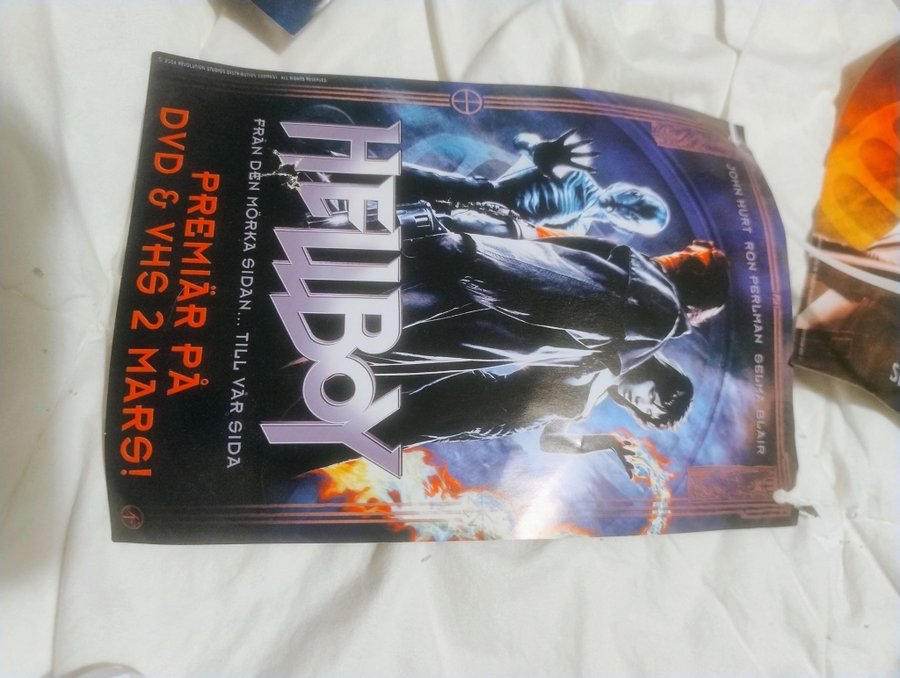 JOHN HURT RON PERLMAN SELMA BLAIR
HELLBOY
FRÅN DEN MÖRKA SIDAN... TILL VÅR SIDA
PREMIÄR PÅ
DVD & VHS 2 MARS!